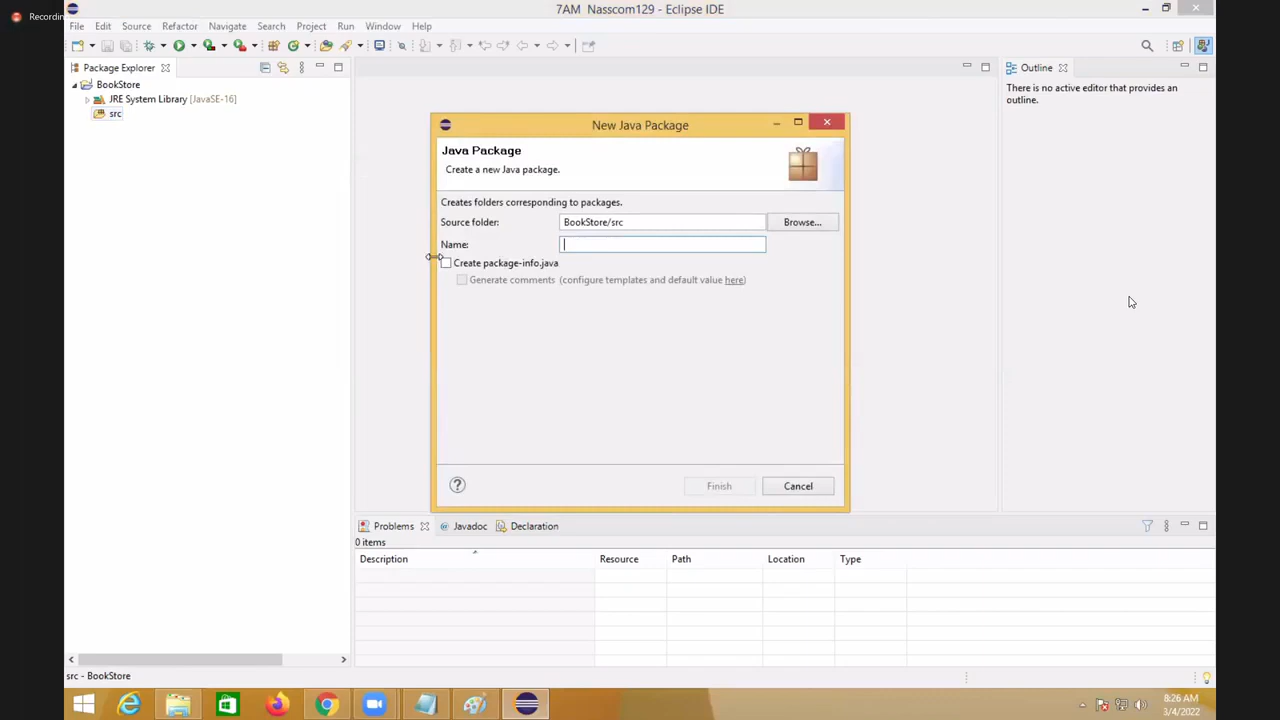 Recordin
7AM  Nasscom129 - Eclipse IDE
File Edit Source Refactor Navigate Search Project Run Window Help
Package Explorer
BookStore
JRE System Library [JavaSE-16]
src
Outline
There is no active editor that provides an
outline.
New Java Package
Java Package
Create a new Java package.
Creates folders corresponding to packages.
Source folder: BookStore/src Browse...
Name:
Create package-info.java
Generate comments (configure templates and default value here)
? Finish Cancel
Problems @ Javadoc Declaration
0 items
Description Resource Path Location Type
src - BookStore
8:26 AM
3/4/2022